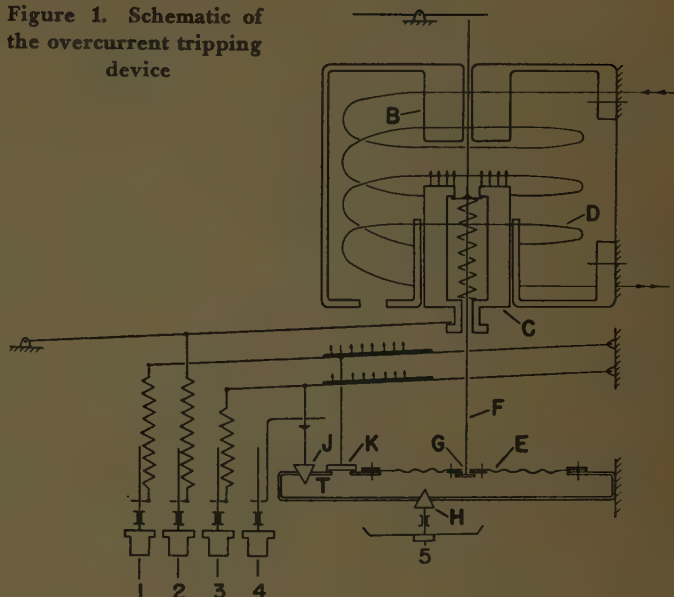 Figure 1. Schematic of
the overcurrent tripping
device
B
D
C
F
J K G E
T
H
5
1 2 3 4